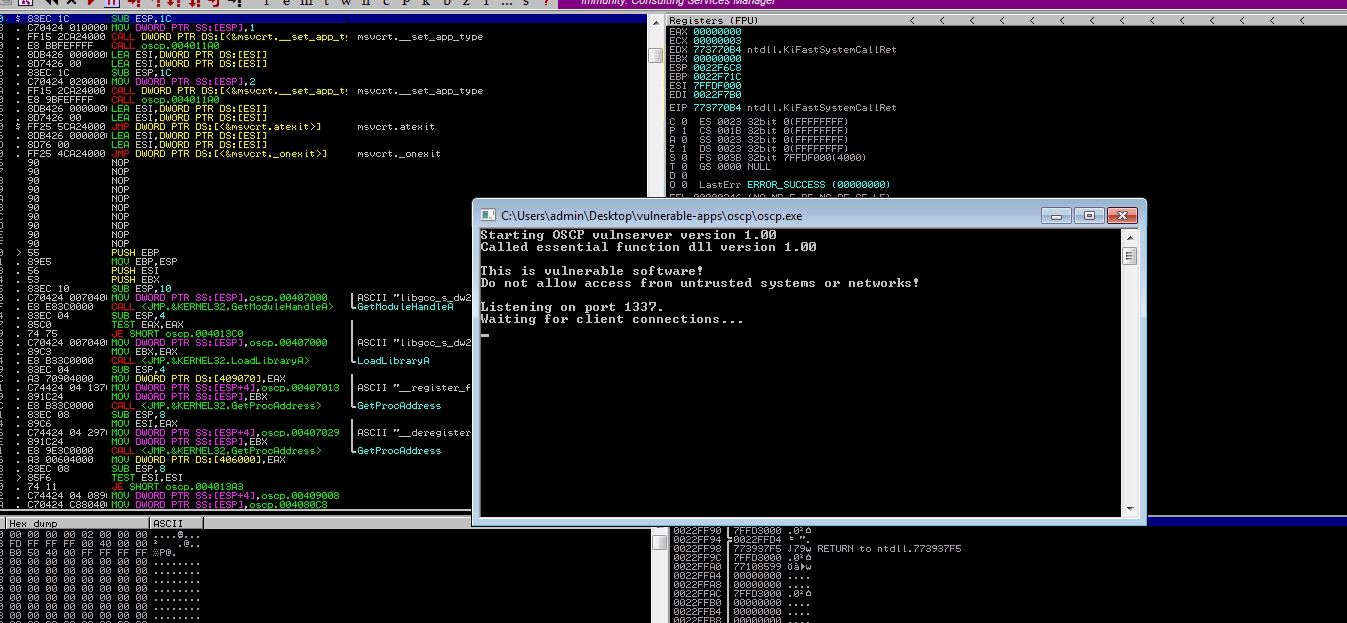 l e m t w h c P k b z r ... s ?
Immunity: Consulting Services Manager
$ 83EC 1C SUB ESP,1C
. C70424 010000 MOV DWORD PTR SS:[ESP],1
. FF15 2CA24000 CALL DWORD PTR DS:[<&msvcrt.__set_app_ty msvcrt.__set_app_type
. E8 BBFEFFFF CALL oscp.004011A0
. 8DB426 000000 LEA ESI,DWORD PTR DS:[ESI]
. 8D7426 00 LEA ESI,DWORD PTR DS:[ESI]
. 83EC 1C SUB ESP,1C
. C70424 020000 MOV DWORD PTR SS:[ESP],2
. FF15 2CA24000 CALL DWORD PTR DS:[<&msvcrt.__set_app_ty msvcrt.__set_app_type
. E8 9BFEFFFF CALL oscp.004011A0
. 8DB426 000000 LEA ESI,DWORD PTR DS:[ESI]
. 8D7426 00 LEA ESI,DWORD PTR DS:[ESI]
$ FF25 5CA24000 JMP DWORD PTR DS:[<&msvcrt.atexit>] msvcrt.atexit
. 8DB426 000000 LEA ESI,DWORD PTR DS:[ESI]
. 8D76 00 LEA ESI,DWORD PTR DS:[ESI]
. FF25 4CA24000 JMP DWORD PTR DS:[<&msvcrt._onexit>] msvcrt._onexit
90 NOP
90 NOP
90 NOP
90 NOP
90 NOP
90 NOP
90 NOP
90 NOP
90 NOP
90 NOP
> 55 PUSH EBP
. 89E5 MOV EBP,ESP
. 56 PUSH ESI
. 53 PUSH EBX
. 83EC 10 SUB ESP,10
. C70424 007040 MOV DWORD PTR SS:[ESP],oscp.00407000 ASCII "libgcc_s_dw2
. E8 E83C0000 CALL <JMP.&KERNEL32.GetModuleHandleA> GetModuleHandleA
. 83EC 04 SUB ESP,4
. 85C0 TEST EAX,EAX
. 74 75 JE SHORT oscp.004013C0
. C70424 007040 MOV DWORD PTR SS:[ESP],oscp.00407000 ASCII "libgcc_s_dw2
. 89C3 MOV EBX,EAX
. E8 B33C0000 CALL <JMP.&KERNEL32.LoadLibraryA> LoadLibraryA
. 83EC 04 SUB ESP,4
. A3 70904000 MOV DWORD PTR DS:[409070],EAX
. C74424 04 137 MOV DWORD PTR SS:[ESP+4],oscp.00407013 ASCII "__register_f
. 891C24 MOV DWORD PTR SS:[ESP],EBX
. E8 B33C0000 CALL <JMP.&KERNEL32.GetProcAddress> GetProcAddress
. 83EC 08 SUB ESP,8
. 89C6 MOV ESI,EAX
. C74424 04 297 MOV DWORD PTR SS:[ESP+4],oscp.00407029 ASCII "__deregister
. 891C24 MOV DWORD PTR SS:[ESP],EBX
. E8 9E3C0000 CALL <JMP.&KERNEL32.GetProcAddress> GetProcAddress
. A3 00604000 MOV DWORD PTR DS:[406000],EAX
. 83EC 08 SUB ESP,8
> 85F6 TEST ESI,ESI
. 74 11 JE SHORT oscp.004013A3
. C74424 04 089 MOV DWORD PTR SS:[ESP+4],oscp.00409008
. C70424 C88040 MOV DWORD PTR SS:[ESP],oscp.004080C8
Registers (FPU) < < < < < < < < < < < < < <
EAX 00000000
ECX 00000003
EDX 773770B4 ntdll.KiFastSystemCallRet
EBX 00000000
ESP 0022F6C8
EBP 0022F71C
ESI 7FFDF000
EDI 0022F7B0
EIP 773770B4 ntdll.KiFastSystemCallRet
C 0 ES 0023 32bit 0(FFFFFFFF)
P 1 CS 001B 32bit 0(FFFFFFFF)
A 0 SS 0023 32bit 0(FFFFFFFF)
Z 1 DS 0023 32bit 0(FFFFFFFF)
S 0 FS 003B 32bit 7FFDF000(4000)
T 0 GS 0000 NULL
D 0
O 0 LastErr ERROR_SUCCESS (00000000)
C:\Users\admin\Desktop\vulnerable-apps\oscp\oscp.exe
Starting OSCP vulnserver version 1.00
Called essential function dll version 1.00
This is vulnerable software!
Do not allow access from untrusted systems or networks!
Listening on port 1337.
Waiting for client connections...
Hex dump ASCII
00 00 00 00 02 00 00 00 ....☻...
FD FF FF FF 00 40 00 00
B0 50 40 00 FF FF FF FF ░P@.
00 00 00 00 00 00 00 00 ........
00 00 00 00 00 00 00 00 ........
00 00 00 00 00 00 00 00 ........
00 00 00 00 00 00 00 00 ........
00 00 00 00 00 00 00 00 ........
00 00 00 00 00 00 00 00 ........
00 00 00 00 00 00 00 00 ........
0022FF90 7FFD3000
0022FF94 0022FFD4
0022FF98 773937F5 RETURN to ntdll.773937F5
0022FF9C 7FFD3000
0022FFA0 77108599
0022FFA4 00000000 ....
0022FFA8 00000000 ....
0022FFAC 7FFD3000
0022FFB0 00000000 ....
0022FFB4 00000000 ....
0022FFB8 00000000 ....